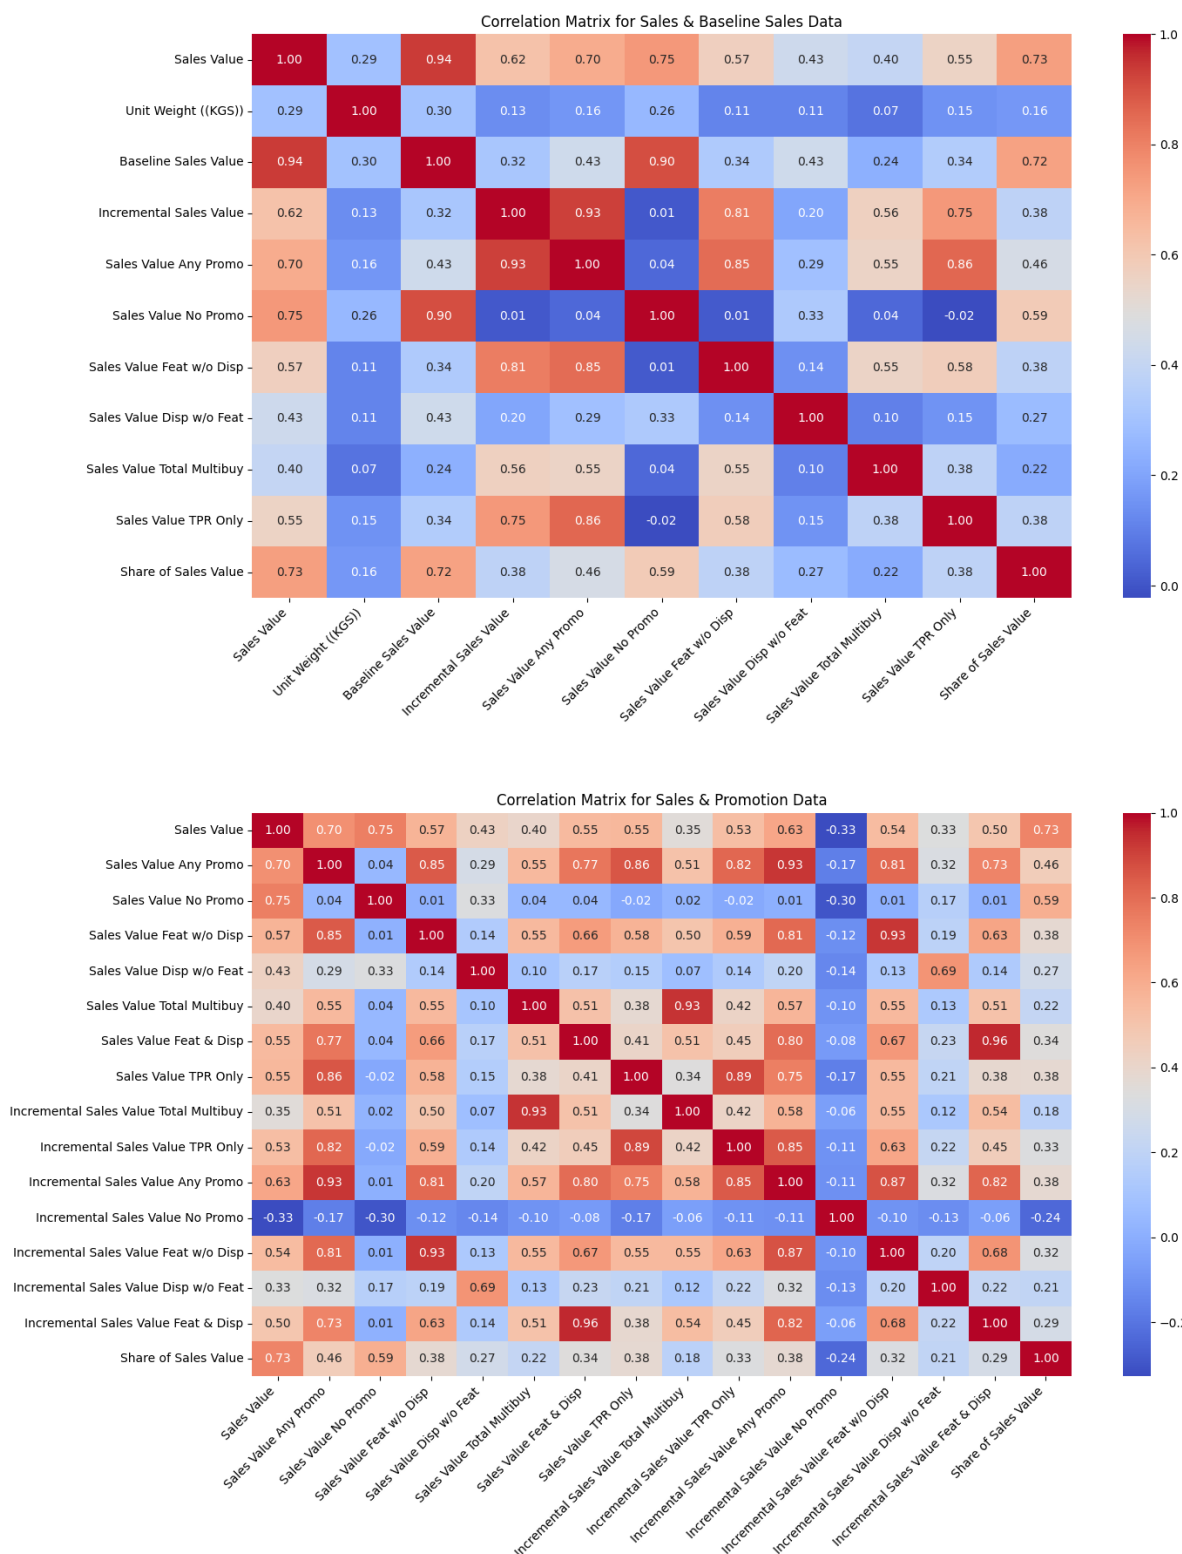 Correlation Matrix for Sales & Baseline Sales Data
Sales Value 1.00 0.29 0.94 0.62 0.70 0.75 0.57 0.43 0.40 0.55 0.73
Unit Weight ((KGS)) 0.29 1.00 0.30 0.13 0.16 0.26 0.11 0.11 0.07 0.15 0.16
Baseline Sales Value 0.94 0.30 1.00 0.32 0.43 0.90 0.34 0.43 0.24 0.34 0.72
Incremental Sales Value 0.62 0.13 0.32 1.00 0.93 0.01 0.81 0.20 0.56 0.75 0.38
Sales Value Any Promo 0.70 0.16 0.43 0.93 1.00 0.04 0.85 0.29 0.55 0.86 0.46
Sales Value No Promo 0.75 0.26 0.90 0.01 0.04 1.00 0.01 0.33 0.04 -0.02 0.59
Sales Value Feat w/o Disp 0.57 0.11 0.34 0.81 0.85 0.01 1.00 0.14 0.55 0.58 0.38
Sales Value Disp w/o Feat 0.43 0.11 0.43 0.20 0.29 0.33 0.14 1.00 0.10 0.15 0.27
Sales Value Total Multibuy 0.40 0.07 0.24 0.56 0.55 0.04 0.55 0.10 1.00 0.38 0.22
Sales Value TPR Only 0.55 0.15 0.34 0.75 0.86 -0.02 0.58 0.15 0.38 1.00 0.38
Share of Sales Value 0.73 0.16 0.72 0.38 0.46 0.59 0.38 0.27 0.22 0.38 1.00
Sales Value
Unit Weight ((KGS))
Baseline Sales Value
Incremental Sales Value
Sales Value Any Promo
Sales Value No Promo
Sales Value Feat w/o Disp
Sales Value Disp w/o Feat
Sales Value Total Multibuy
Sales Value TPR Only
Share of Sales Value
1.0
0.8
0.6
0.4
0.2
0.0
Correlation Matrix for Sales & Promotion Data
Sales Value 1.00 0.70 0.75 0.57 0.43 0.40 0.55 0.55 0.35 0.53 0.63 -0.33 0.54 0.33 0.50 0.73
Sales Value Any Promo 0.70 1.00 0.04 0.85 0.29 0.55 0.77 0.86 0.51 0.82 0.93 -0.17 0.81 0.32 0.73 0.46
Sales Value No Promo 0.75 0.04 1.00 0.01 0.33 0.04 0.04 -0.02 0.02 -0.02 0.01 -0.30 0.01 0.17 0.01 0.59
Sales Value Feat w/o Disp 0.57 0.85 0.01 1.00 0.14 0.55 0.66 0.58 0.50 0.59 0.81 -0.12 0.93 0.19 0.63 0.38
Sales Value Disp w/o Feat 0.43 0.29 0.33 0.14 1.00 0.10 0.17 0.15 0.07 0.14 0.20 -0.14 0.13 0.69 0.14 0.27
Sales Value Total Multibuy 0.40 0.55 0.04 0.55 0.10 1.00 0.51 0.38 0.93 0.42 0.57 -0.10 0.55 0.13 0.51 0.22
Sales Value Feat & Disp 0.55 0.77 0.04 0.66 0.17 0.51 1.00 0.41 0.51 0.45 0.80 -0.08 0.67 0.23 0.96 0.34
Sales Value TPR Only 0.55 0.86 -0.02 0.58 0.15 0.38 0.41 1.00 0.34 0.89 0.75 -0.17 0.55 0.21 0.38 0.38
Incremental Sales Value Total Multibuy 0.35 0.51 0.02 0.50 0.07 0.93 0.51 0.34 1.00 0.42 0.58 -0.06 0.55 0.12 0.54 0.18
Incremental Sales Value TPR Only 0.53 0.82 -0.02 0.59 0.14 0.42 0.45 0.89 0.42 1.00 0.85 -0.11 0.63 0.22 0.45 0.33
Incremental Sales Value Any Promo 0.63 0.93 0.01 0.81 0.20 0.57 0.80 0.75 0.58 0.85 1.00 -0.11 0.87 0.32 0.82 0.38
Incremental Sales Value No Promo -0.33 -0.17 -0.30 -0.12 -0.14 -0.10 -0.08 -0.17 -0.06 -0.11 -0.11 1.00 -0.10 -0.13 -0.06 -0.24
Incremental Sales Value Feat w/o Disp 0.54 0.81 0.01 0.93 0.13 0.55 0.67 0.55 0.55 0.63 0.87 -0.10 1.00 0.20 0.68 0.32
Incremental Sales Value Disp w/o Feat 0.33 0.32 0.17 0.19 0.69 0.13 0.23 0.21 0.12 0.22 0.32 -0.13 0.20 1.00 0.22 0.21
Incremental Sales Value Feat & Disp 0.50 0.73 0.01 0.63 0.14 0.51 0.96 0.38 0.54 0.45 0.82 -0.06 0.68 0.22 1.00 0.29
Share of Sales Value 0.73 0.46 0.59 0.38 0.27 0.22 0.34 0.38 0.18 0.33 0.38 -0.24 0.32 0.21 0.29 1.00
Sales Value
Sales Value Any Promo
Sales Value No Promo
Sales Value Feat w/o Disp
Sales Value Disp w/o Feat
Sales Value Total Multibuy
Sales Value Feat & Disp
Sales Value TPR Only
Incremental Sales Value Total Multibuy
Incremental Sales Value TPR Only
Incremental Sales Value Any Promo
Incremental Sales Value No Promo
Incremental Sales Value Feat w/o Disp
Incremental Sales Value Disp w/o Feat
Incremental Sales Value Feat & Disp
Share of Sales Value
1.0
0.8
0.6
0.4
0.2
0.0